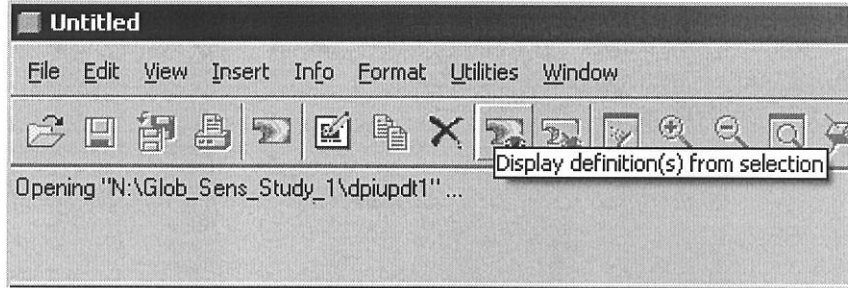 Untitled
File Edit View Insert Info Format Utilities Window
Display definition(s) from selection
Opening "N:\Glob_Sens_Study_1\dpiupdt1" ...